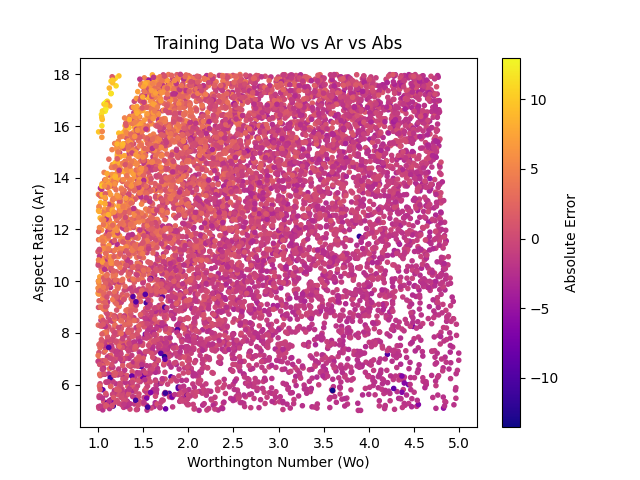 Training Data Wo vs Ar vs Abs
18
16
14
12
10
8
6
Aspect Ratio (Ar)
1.0 1.5 2.0 2.5 3.0 3.5 4.0 4.5 5.0
Worthington Number (Wo)
10
5
0
−5
−10
Absolute Error